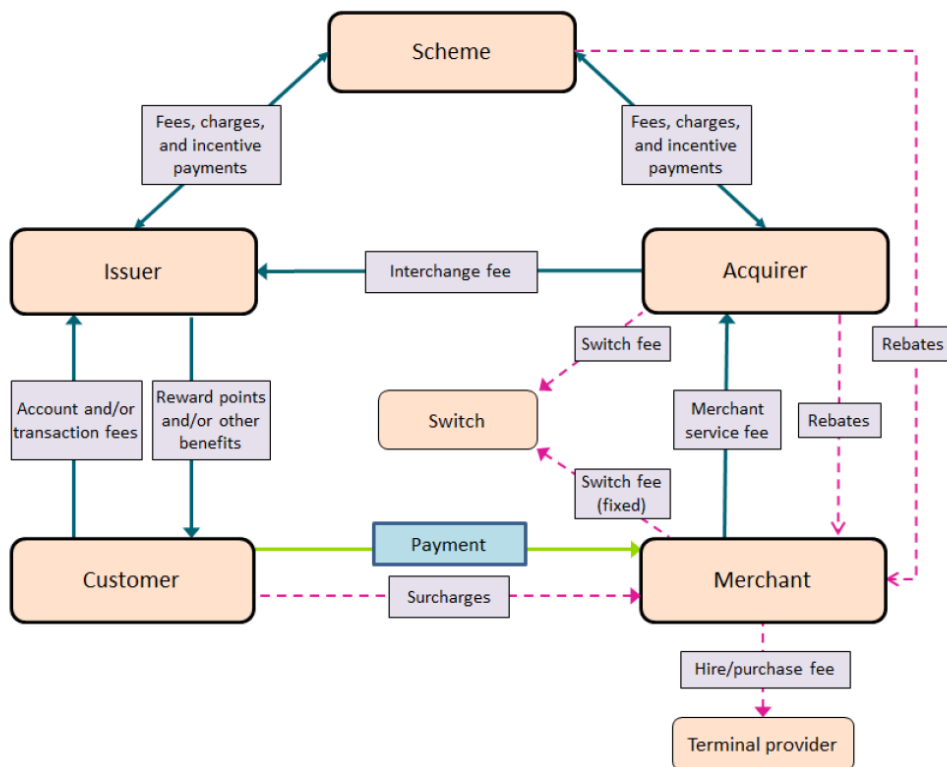 Scheme
Fees, charges,
and incentive
payments
Fees, charges,
and incentive
payments
Issuer
Interchange fee
Acquirer
Switch fee
Rebates
Account and/or
transaction fees
Reward points
and/or other
benefits
Switch
Merchant
service fee
Rebates
Switch fee
(fixed)
Payment
Customer
Merchant
Surcharges
Hire/purchase fee
Terminal provider